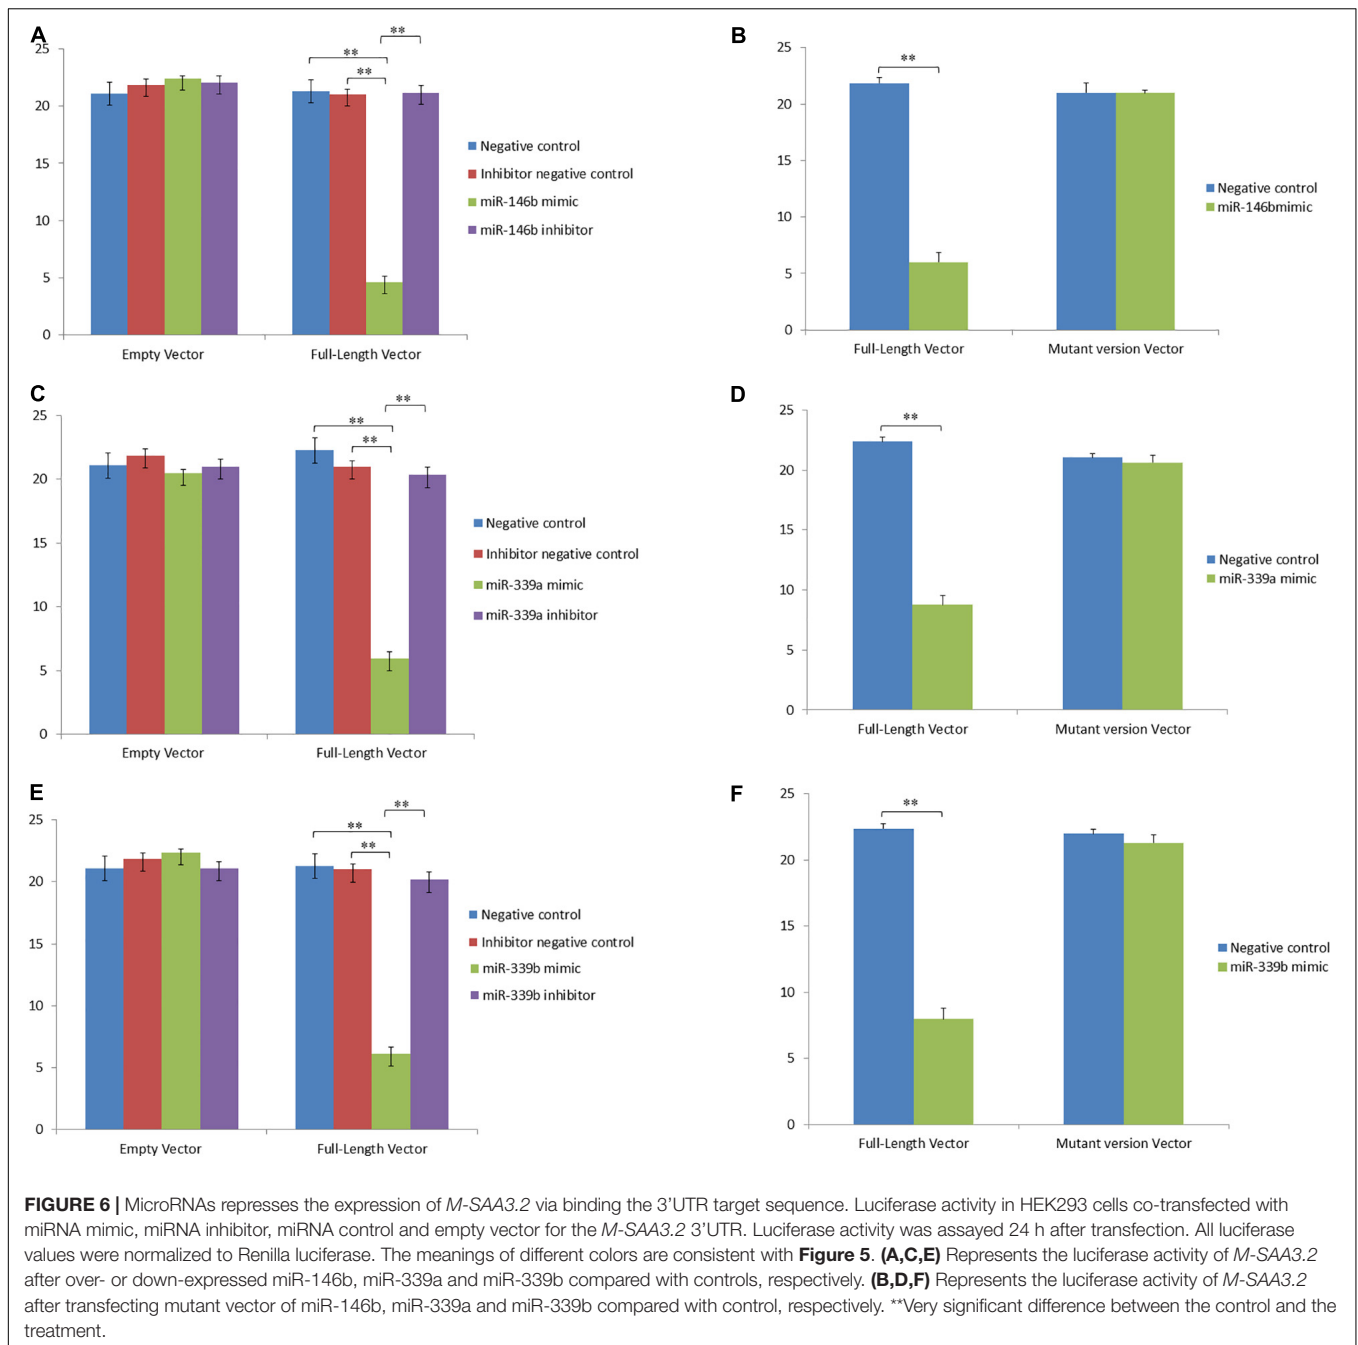 A
**
**
**
25
20
15
10
5
0
Empty Vector
Full-Length Vector
Negative control
Inhibitor negative control
miR-146b mimic
miR-146b inhibitor
B
**
25
20
15
10
5
0
Full-Length Vector
Mutant version Vector
Negative control
miR-146bmimic
C
**
**
**
25
20
15
10
5
0
Empty Vector
Full-Length Vector
Negative control
Inhibitor negative control
miR-339a mimic
miR-339a inhibitor
D
**
25
20
15
10
5
0
Full-Length Vector
Mutant version Vector
Negative control
miR-339a mimic
E
**
**
**
25
20
15
10
5
0
Empty Vector
Full-Length Vector
Negative control
Inhibitor negative control
miR-339b mimic
miR-339b inhibitor
F
**
25
20
15
10
5
0
Full-Length Vector
Mutant version Vector
Negative control
miR-339b mimic
FIGURE 6 | MicroRNAs represses the expression of M-SAA3.2 via binding the 3’UTR target sequence. Luciferase activity in HEK293 cells co-transfected with
miRNA mimic, miRNA inhibitor, miRNA control and empty vector for the M-SAA3.2 3’UTR. Luciferase activity was assayed 24 h after transfection. All luciferase
values were normalized to Renilla luciferase. The meanings of different colors are consistent with Figure 5. (A,C,E) Represents the luciferase activity of M-SAA3.2
after over- or down-expressed miR-146b, miR-339a and miR-339b compared with controls, respectively. (B,D,F) Represents the luciferase activity of M-SAA3.2
after transfecting mutant vector of miR-146b, miR-339a and miR-339b compared with control, respectively. **Very significant difference between the control and the
treatment.